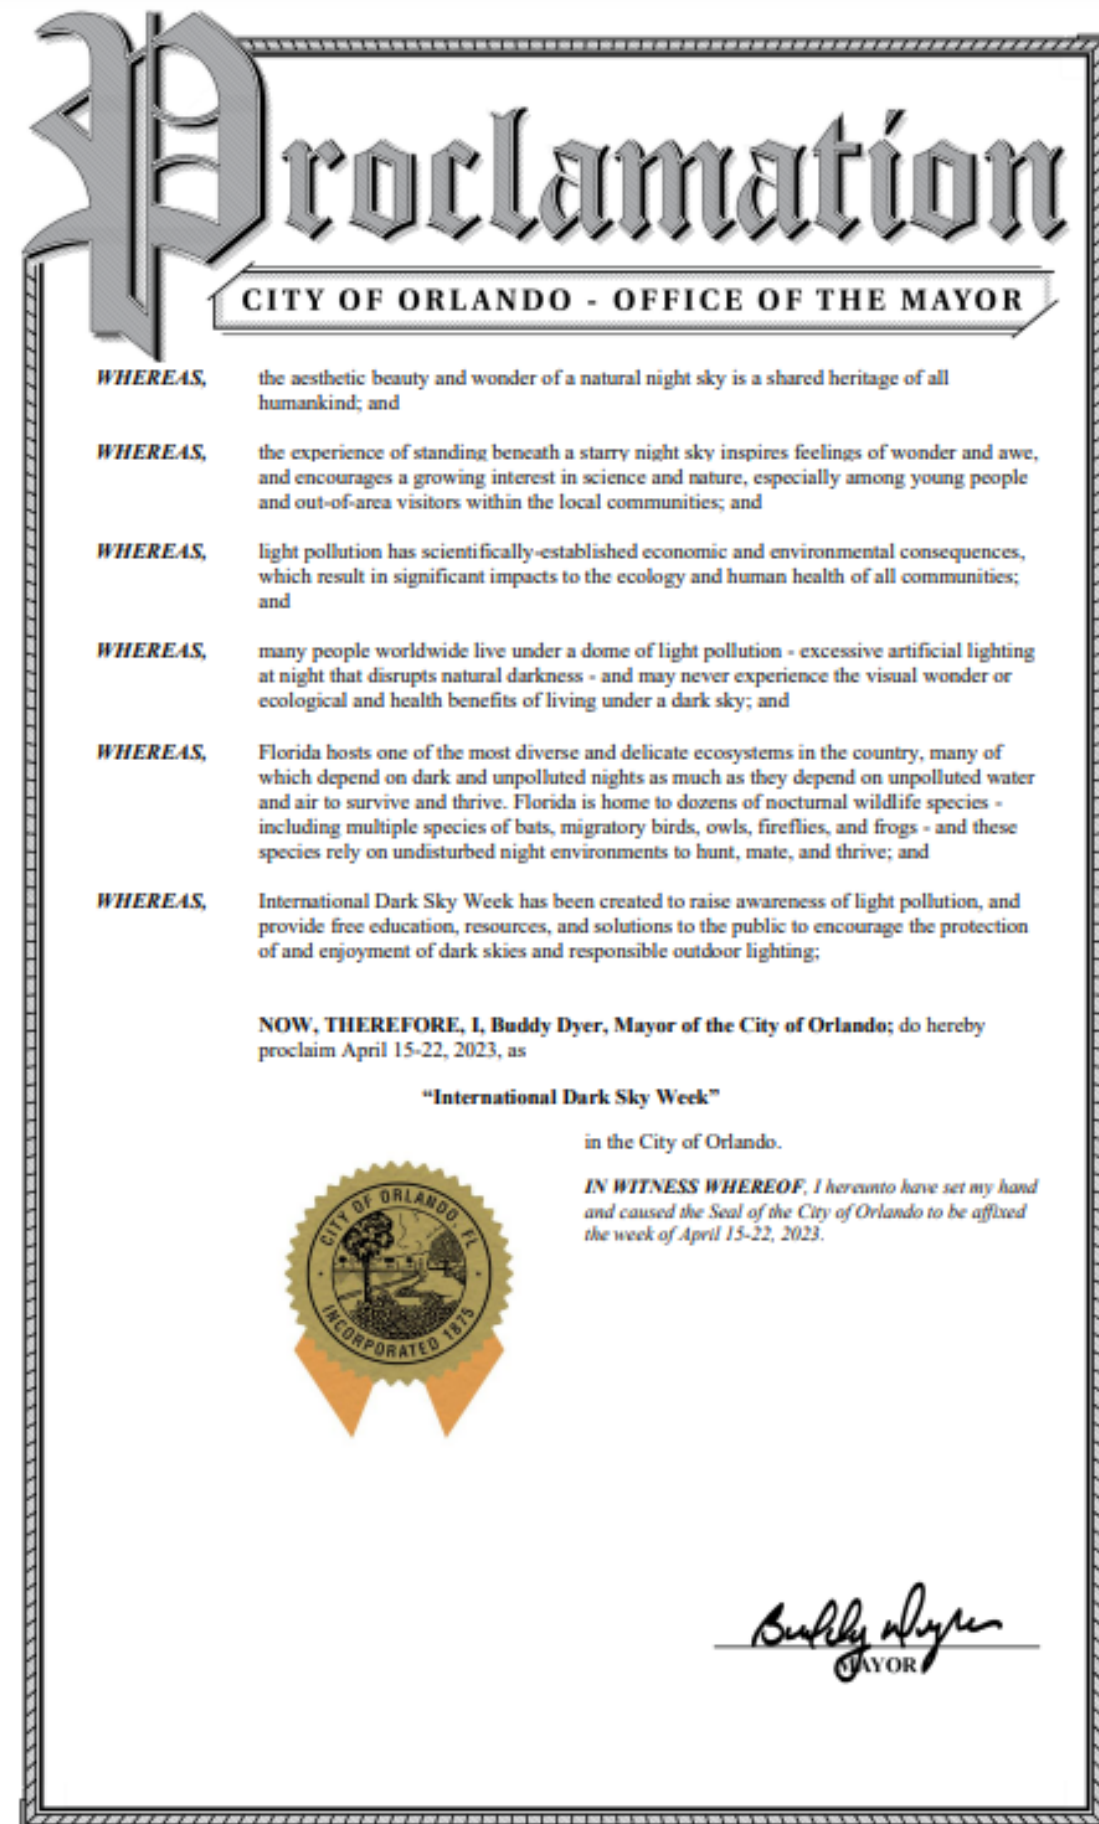 Proclamation
CITY OF ORLANDO - OFFICE OF THE MAYOR
WHEREAS, the aesthetic beauty and wonder of a natural night sky is a shared heritage of all
humankind; and
WHEREAS, the experience of standing beneath a starry night sky inspires feelings of wonder and awe,
and encourages a growing interest in science and nature, especially among young people
and out-of-area visitors within the local communities; and
WHEREAS, light pollution has scientifically-established economic and environmental consequences,
which result in significant impacts to the ecology and human health of all communities;
and
WHEREAS, many people worldwide live under a dome of light pollution - excessive artificial lighting
at night that disrupts natural darkness - and may never experience the visual wonder or
ecological and health benefits of living under a dark sky; and
WHEREAS, Florida hosts one of the most diverse and delicate ecosystems in the country, many of
which depend on dark and unpolluted nights as much as they depend on unpolluted water
and air to survive and thrive. Florida is home to dozens of nocturnal wildlife species -
including multiple species of bats, migratory birds, owls, fireflies, and frogs - and these
species rely on undisturbed night environments to hunt, mate, and thrive; and
WHEREAS, International Dark Sky Week has been created to raise awareness of light pollution, and
provide free education, resources, and solutions to the public to encourage the protection
of and enjoyment of dark skies and responsible outdoor lighting;
NOW, THEREFORE, I, Buddy Dyer, Mayor of the City of Orlando; do hereby
proclaim April 15-22, 2023, as
“International Dark Sky Week”
in the City of Orlando.
IN WITNESS WHEREOF, I hereunto have set my hand
and caused the Seal of the City of Orlando to be affixed
the week of April 15-22, 2023.
CITY OF ORLANDO, FL
INCORPORATED 1875
Buddy Dyer
MAYOR